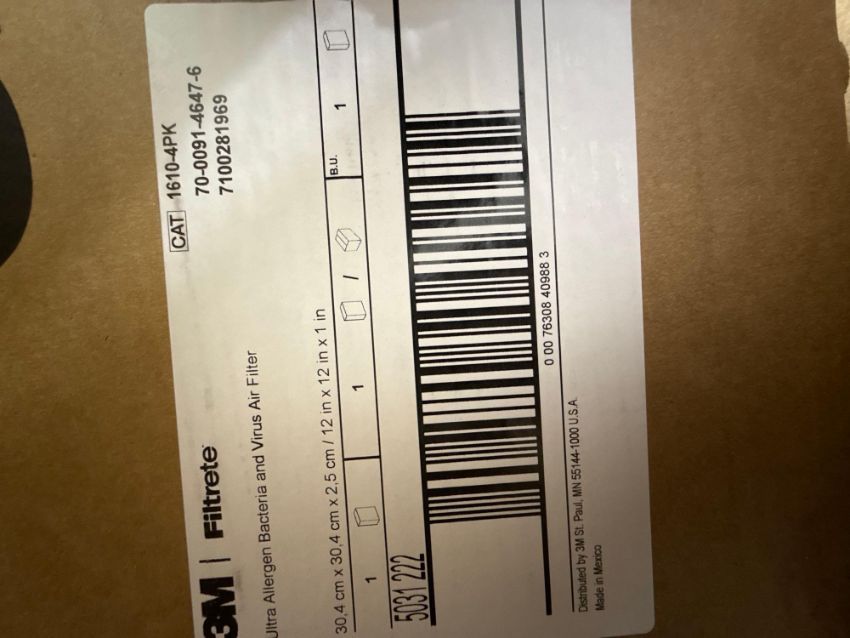 3M | Filtrete
CAT 1610-4PK
70-0091-4647-6
7100281969
Ultra Allergen Bacteria and Virus Air Filter
30,4 cm x 30,4 cm x 2,5 cm / 12 in x 12 in x 1 in
1 1 / B.U. 1
5031 222
0 00 76308 40988 3
Distributed by 3M St. Paul, MN 55144-1000 U.S.A.
Made in Mexico